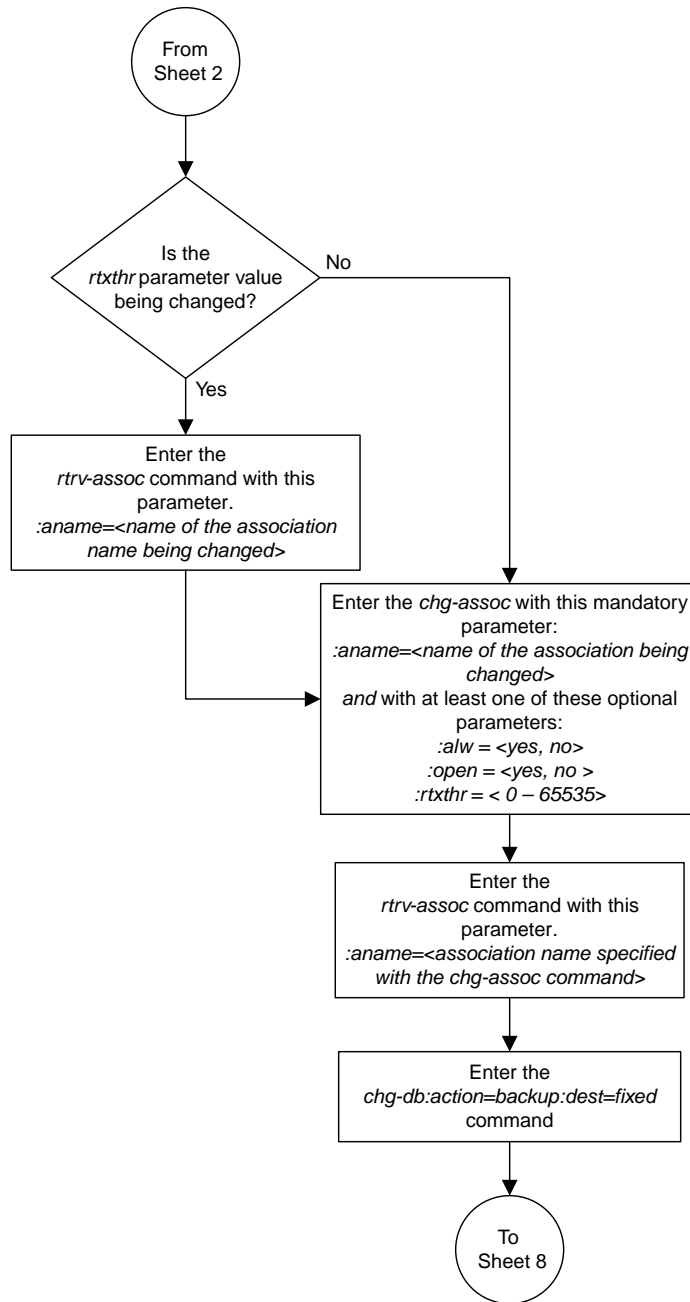 From
Sheet 2
Is the
rtxthr parameter value
being changed?
No
Yes
Enter the
rtrv-assoc command with this
parameter.
:aname=<name of the association
name being changed>
Enter the chg-assoc with this mandatory
parameter:
:aname=<name of the association being
changed>
and with at least one of these optional
parameters:
:alw = <yes, no>
:open = <yes, no >
:rtxthr = < 0 – 65535>
Enter the
rtrv-assoc command with this
parameter.
:aname=<association name specified
with the chg-assoc command>
Enter the
chg-db:action=backup:dest=fixed
command
To
Sheet 8